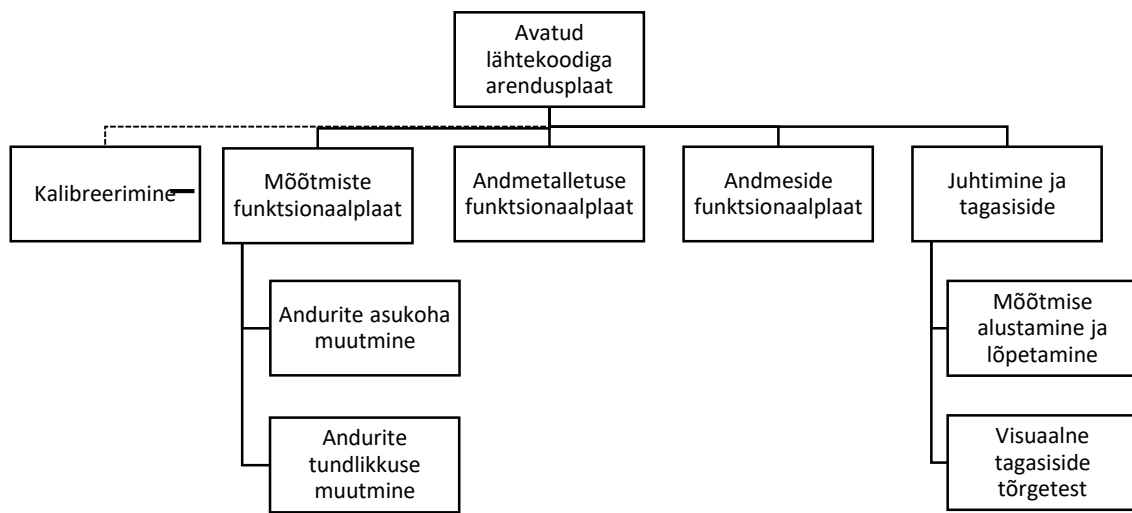 Avatud
lähtekoodiga
arendusplaat
Kalibreerimine
Mõõtmiste
funktsionaalplaat
Andmetalletuse
funktsionaalplaat
Andmeside
funktsionaalplaat
Juhtimine ja
tagasiside
Andurite asukoha
muutmine
Mõõtmise
alustamine ja
lõpetamine
Andurite
tundlikkuse
muutmine
Visuaalne
tagasiside
tõrgetest